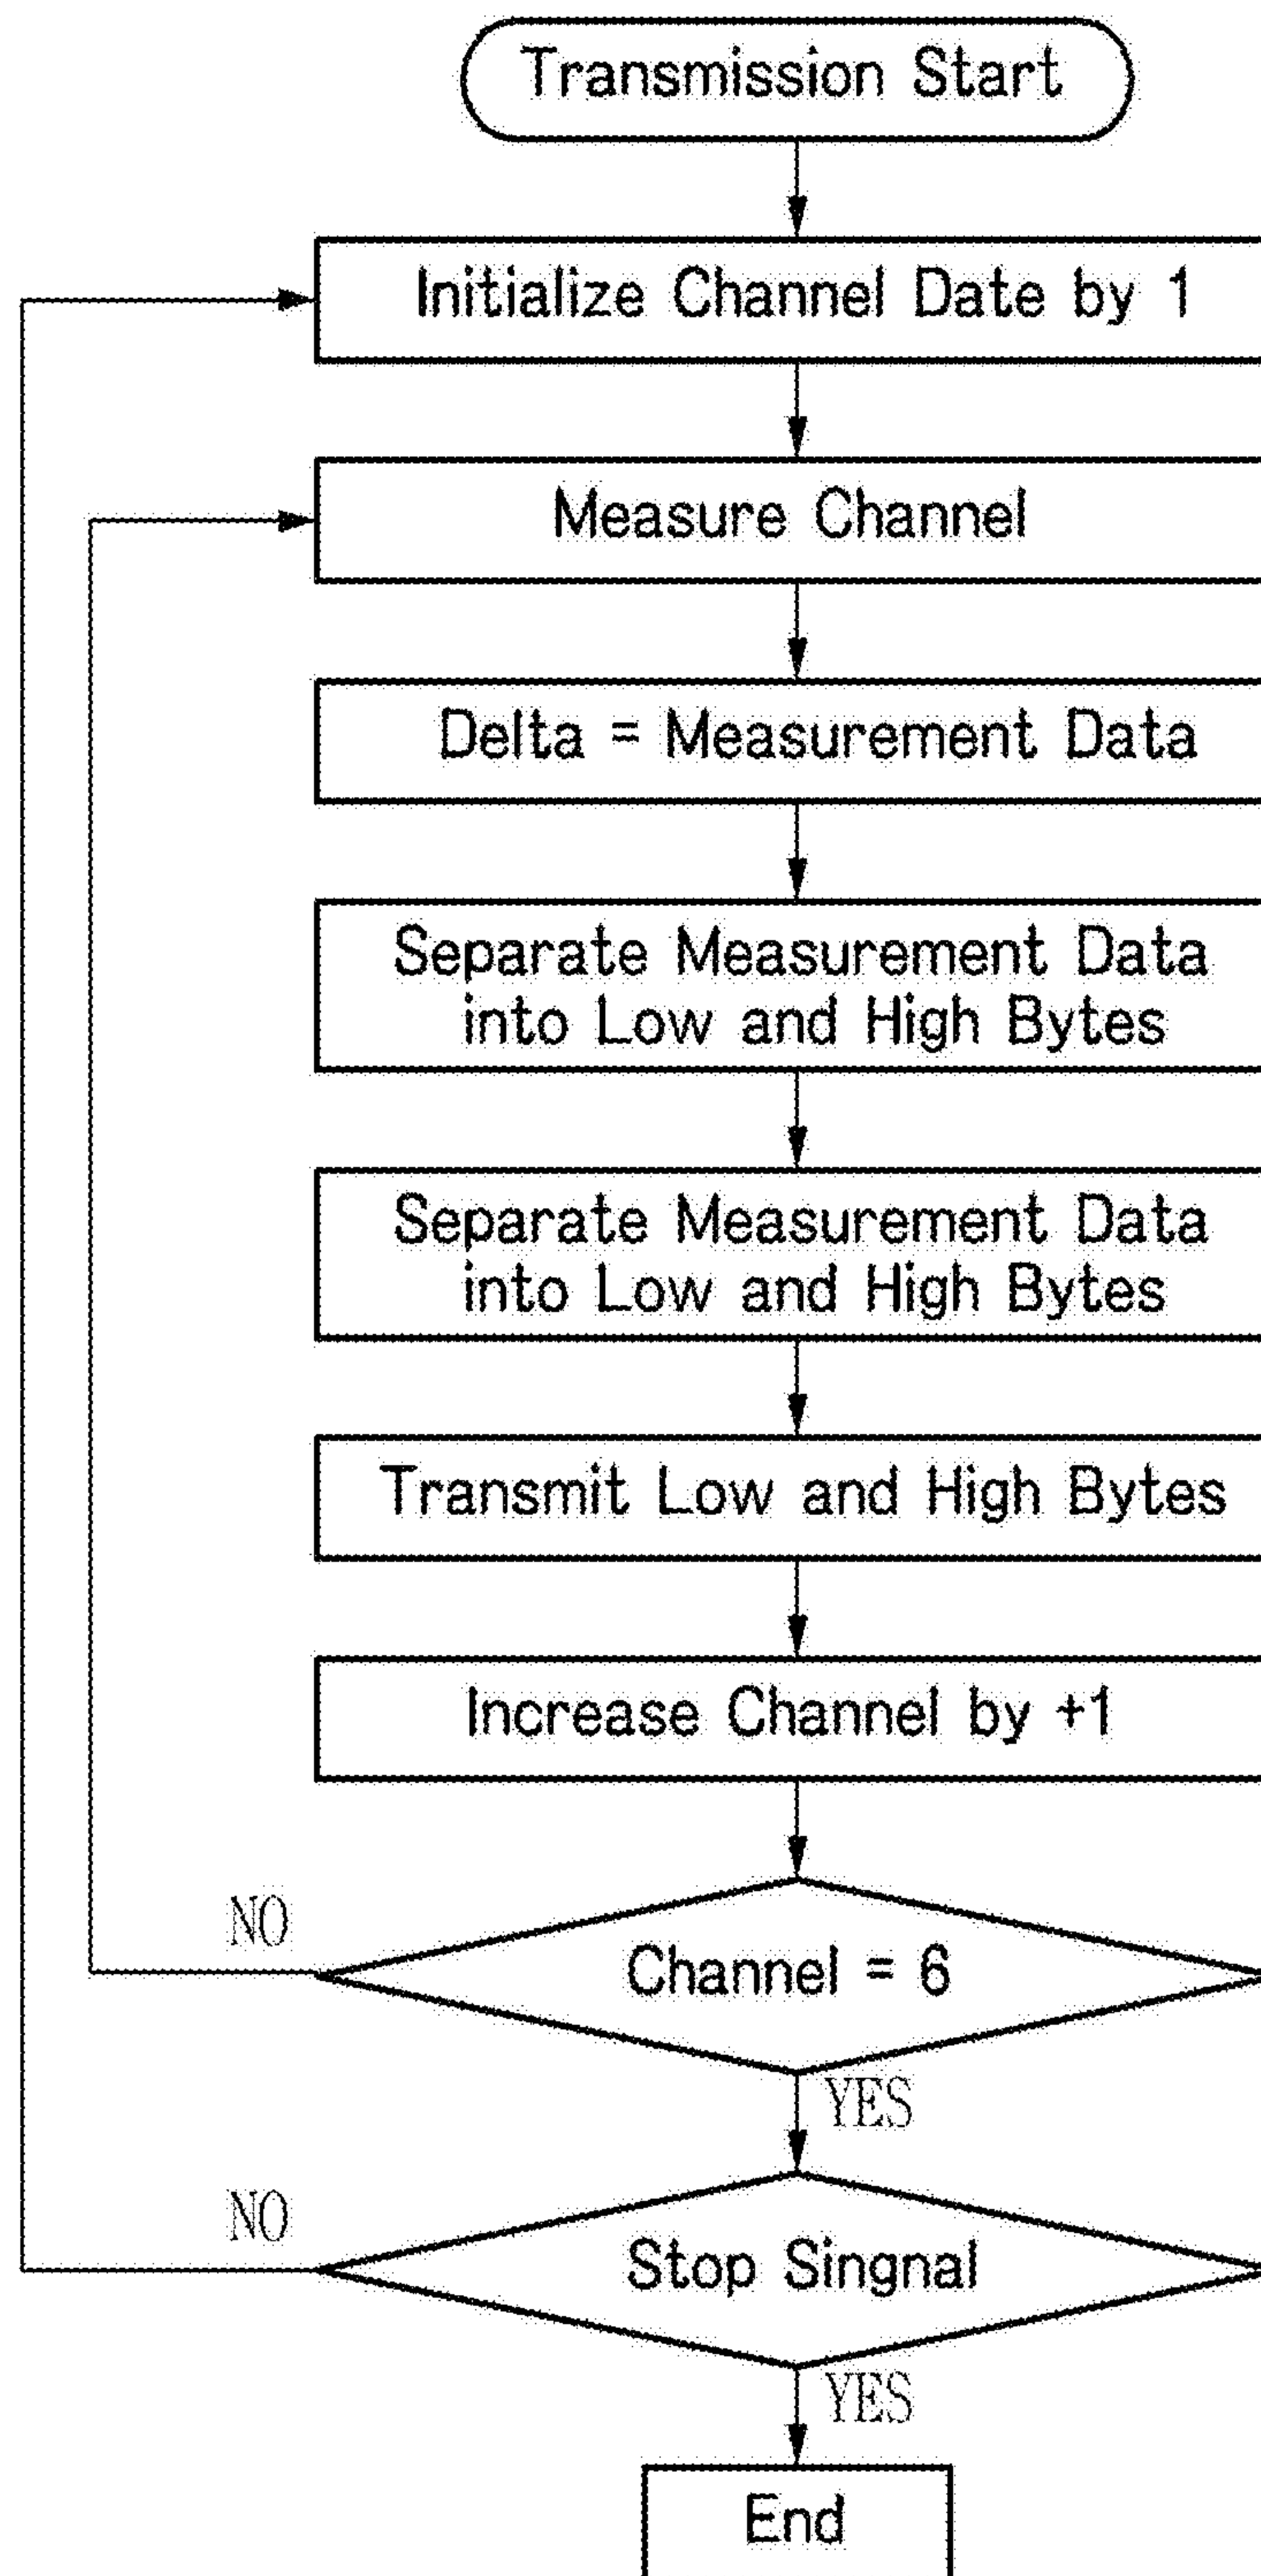 Transmission Start
Initialize Channel Date by 1
Measure Channel
Delta = Measurement Data
Separate Measurement Data
into Low and High Bytes
Separate Measurement Data
into Low and High Bytes
Transmit Low and High Bytes
Increase Channel by +1
NO
Channel = 6
YES
NO
Stop Singnal
YES
End